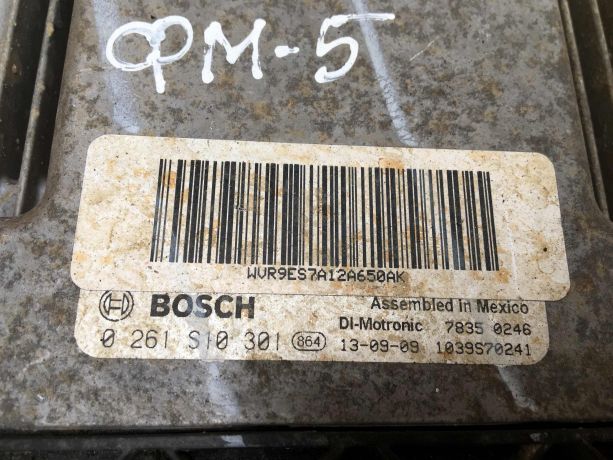 ФМ-5
WVR9ES7A12A650AK
BOSCH Assembled in Mexico
DI-Motronic 7835 0246
0 261 S10 301 864 13-09-09 1039S70241